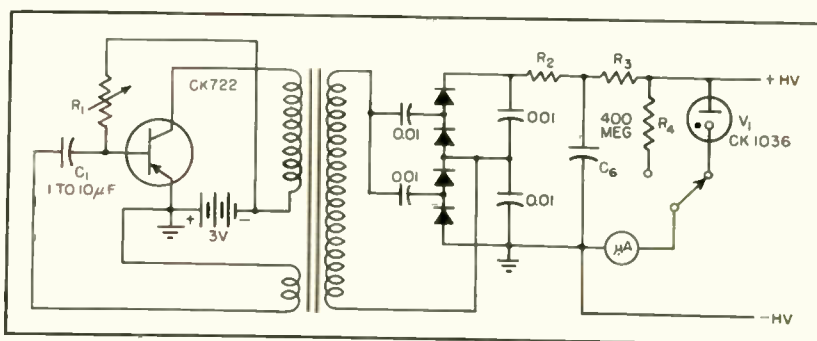 CK722
R1
C1
1 TO 10µF
+
3V
−
0.01
0.01
0.01
0.01
R2
R3
+ HV
400
MEG
R4
V1
CK 1036
C6
µA
− HV